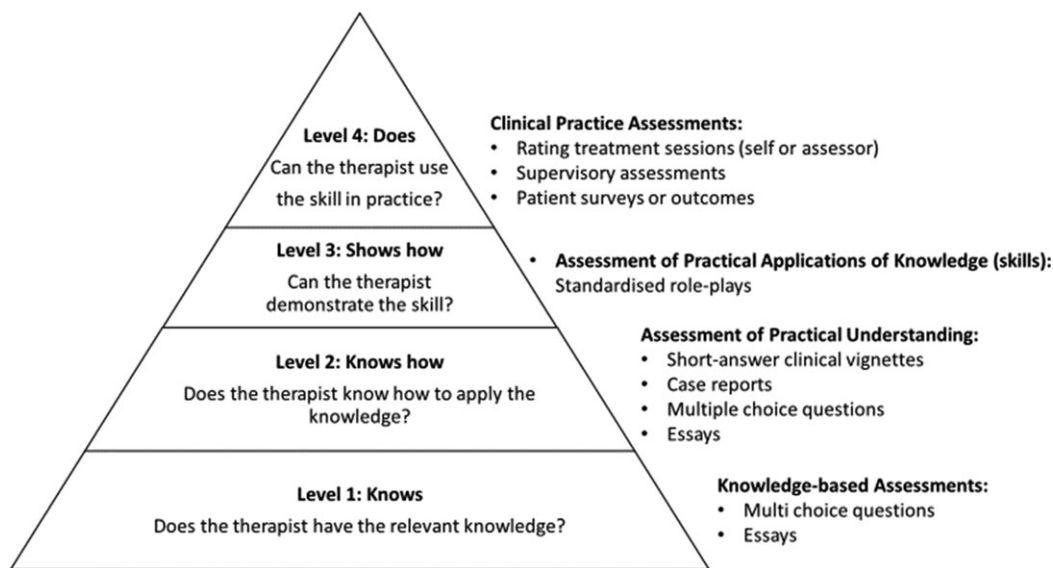 Level 4: Does
Can the therapist use
the skill in practice?
Clinical Practice Assessments:
• Rating treatment sessions (self or assessor)
• Supervisory assessments
• Patient surveys or outcomes
Level 3: Shows how
Can the therapist
demonstrate the skill?
• Assessment of Practical Applications of Knowledge (skills):
Standardised role-plays
Level 2: Knows how
Does the therapist know how to apply the
knowledge?
Assessment of Practical Understanding:
• Short-answer clinical vignettes
• Case reports
• Multiple choice questions
• Essays
Level 1: Knows
Does the therapist have the relevant knowledge?
Knowledge-based Assessments:
• Multi choice questions
• Essays